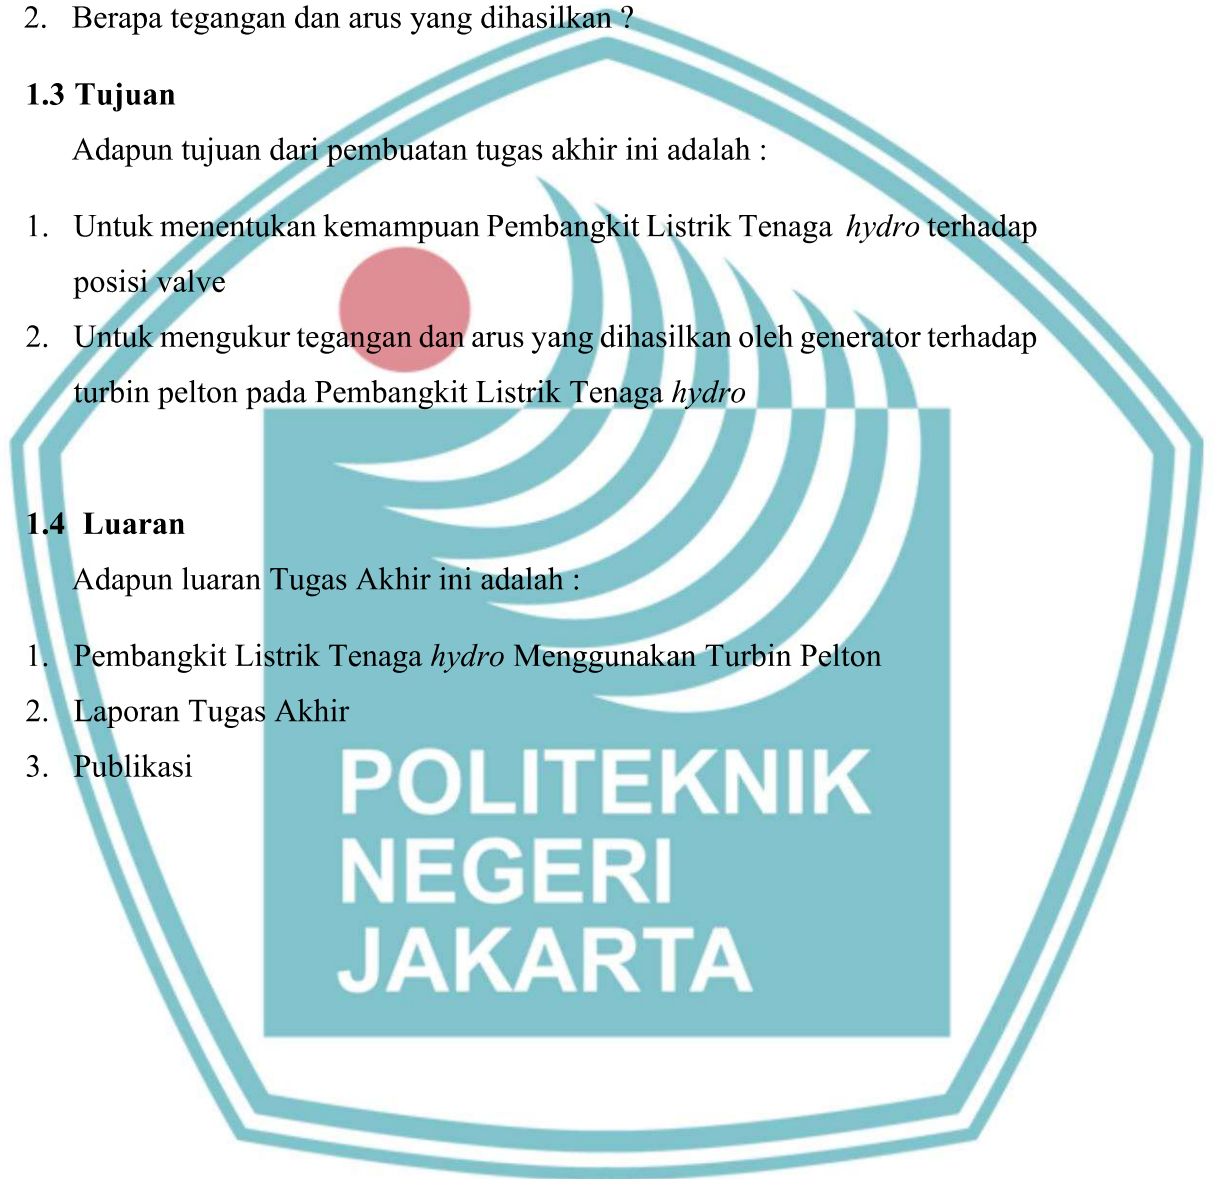 2. Berapa tegangan dan arus yang dihasilkan ?
1.3 Tujuan
Adapun tujuan dari pembuatan tugas akhir ini adalah :
1. Untuk menentukan kemampuan Pembangkit Listrik Tenaga hydro terhadap
posisi valve
2. Untuk mengukur tegangan dan arus yang dihasilkan oleh generator terhadap
turbin pelton pada Pembangkit Listrik Tenaga hydro
1.4 Luaran
Adapun luaran Tugas Akhir ini adalah :
1. Pembangkit Listrik Tenaga hydro Menggunakan Turbin Pelton
2. Laporan Tugas Akhir
3. Publikasi
POLITEKNIK
NEGERI
JAKARTA